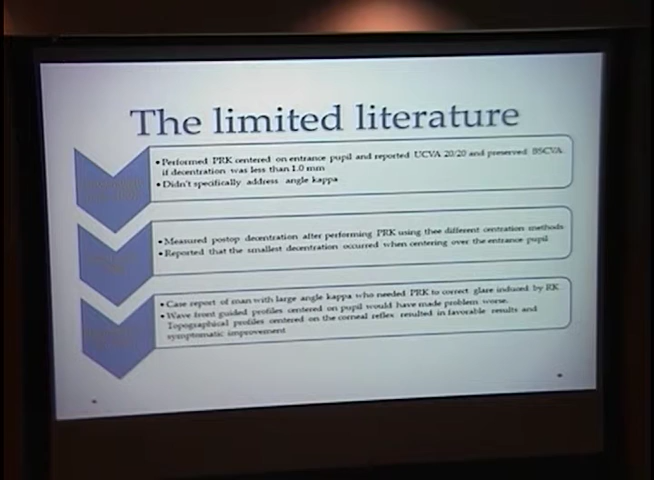 The limited literature
• Performed PRK centered on entrance pupil and reported UCVA 20/20 and preserved BSCVA
if decentration was less than 1.0 mm
• Didn't specifically address angle kappa
• Measured postop decentration after performing PRK using thee different centration methods
• Reported that the smallest decentration occurred when centering over the entrance pupil
• Case report of man with large angle kappa who needed PRK to correct glare induced by RK
• Wave front guided profiles centered on pupil would have made problem worse.
Topographical profiles centered on the corneal reflex resulted in favorable results and
symptomatic improvement